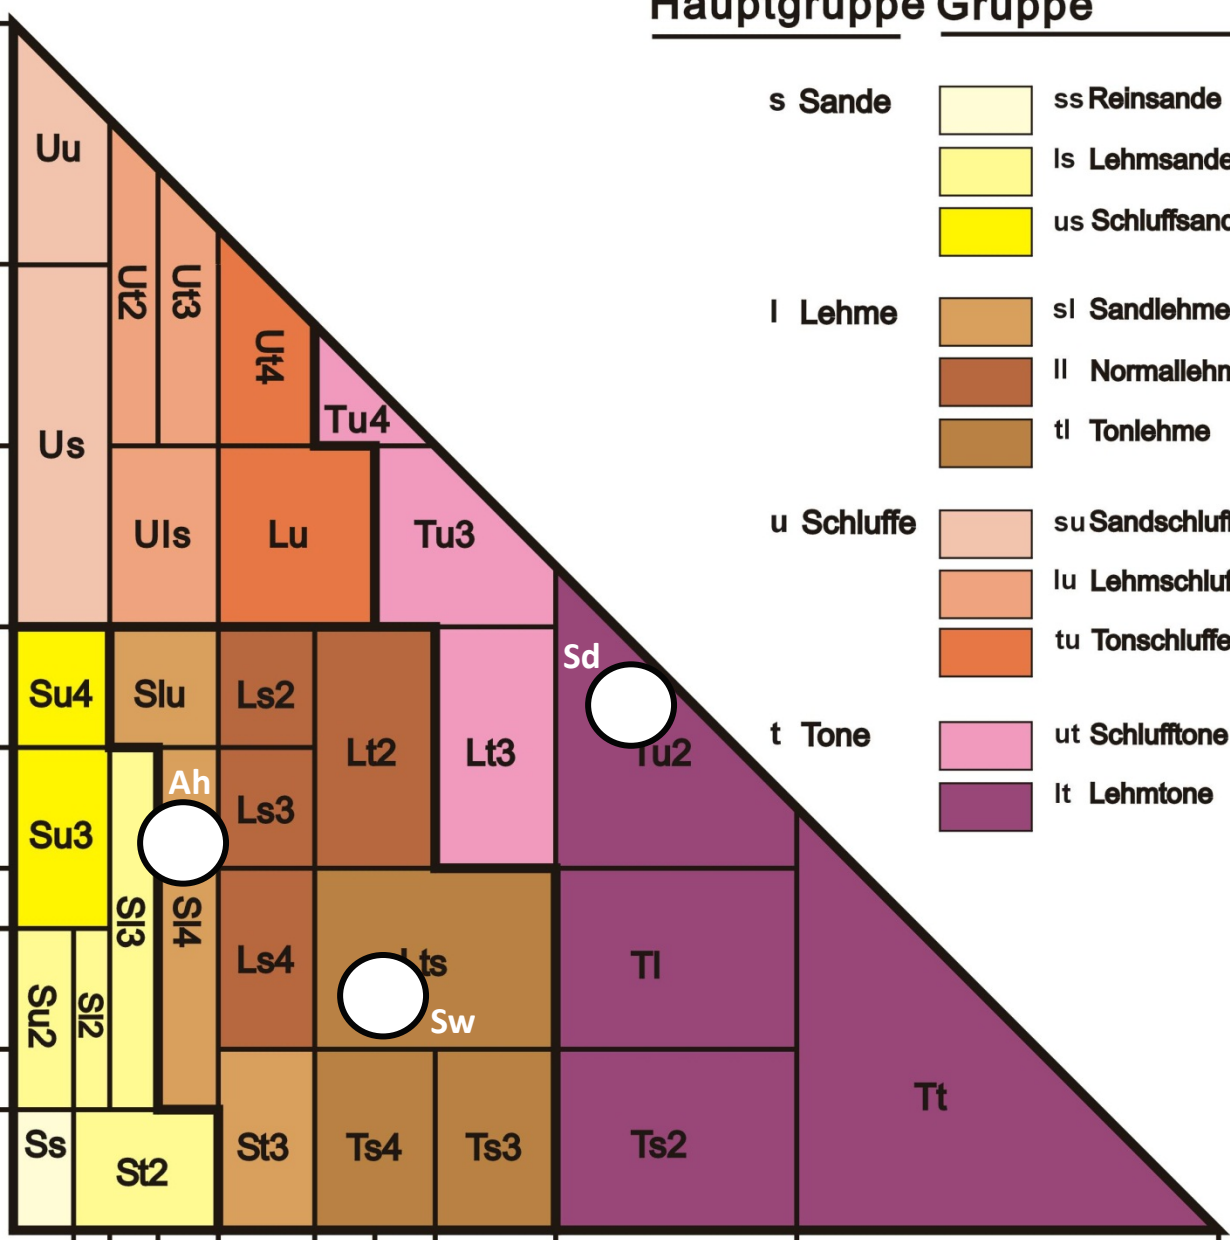 Hauptgruppe Gruppe
s Sande
ss Reinsande
ls Lehmsande
us Schluffsand
l Lehme
sl Sandlehme
ll Normallehm
tl Tonlehme
u Schluffe
su Sandschluff
lu Lehmschluf
tu Tonschluffe
t Tone
ut Schlufftone
lt Lehmtone
Uu
Ut2
Ut3
Ut4
Tu4
Us
Uls
Lu
Tu3
Su4
Slu
Ls2
Lt2
Lt3
Sd
Tu2
Ah
Su3
Ls3
Sl3
Sl4
Ls4
Lts
Sw
Tl
Su2
Sl2
Ss
St2
St3
Ts4
Ts3
Ts2
Tt